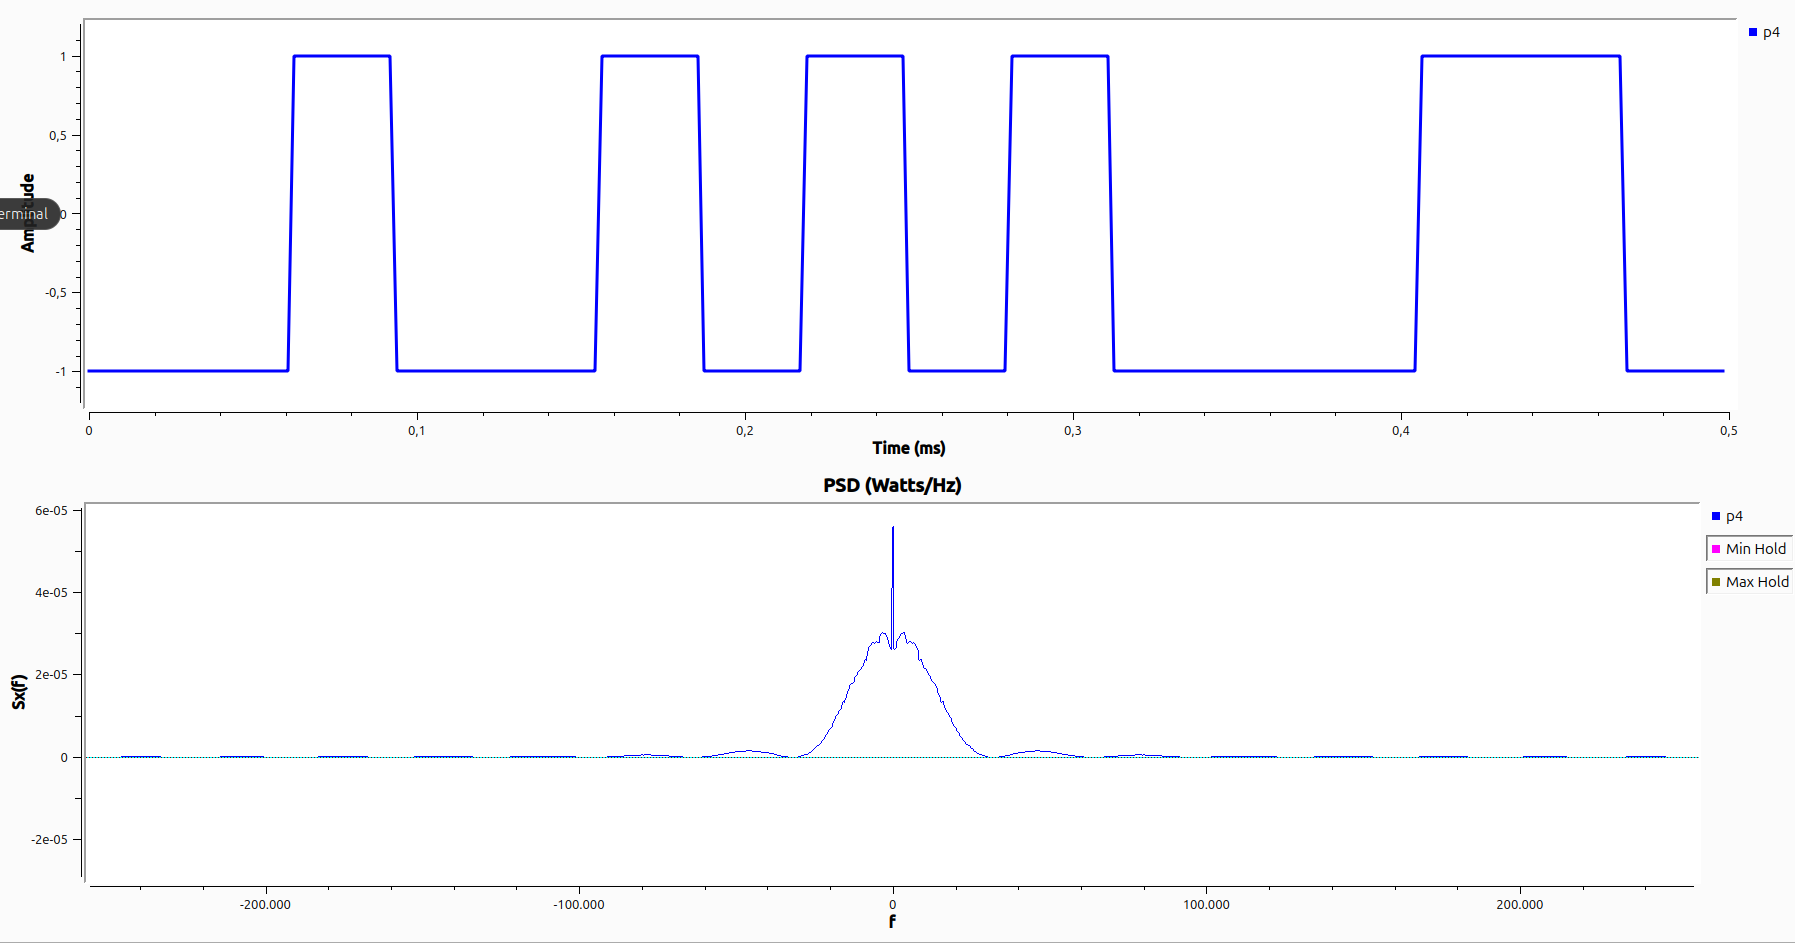 p4
1
0,5
0
-0,5
-1
Amplitude
erminal
0
0,1
0,2
0,3
0,4
0,5
Time (ms)
PSD (Watts/Hz)
p4
Min Hold
Max Hold
6e-05
4e-05
2e-05
0
-2e-05
Sx(f)
-200.000
-100.000
0
100.000
200.000
f